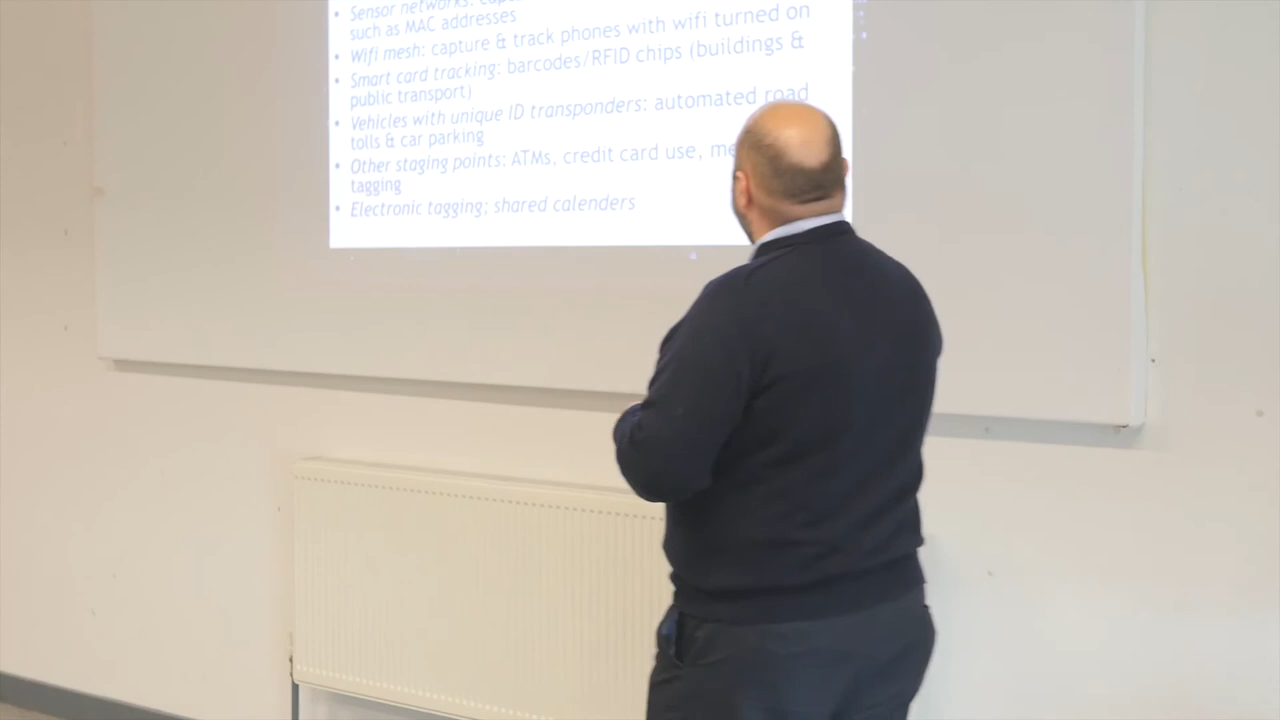 • Sensor networks:
such as MAC addresses
• Wifi mesh: capture & track phones with wifi turned on
• Smart card tracking: barcodes/RFID chips (buildings &
public transport)
• Vehicles with unique ID transponders: automated road
tolls & car parking
• Other staging points: ATMs, credit card use,
tagging
• Electronic tagging; shared calenders